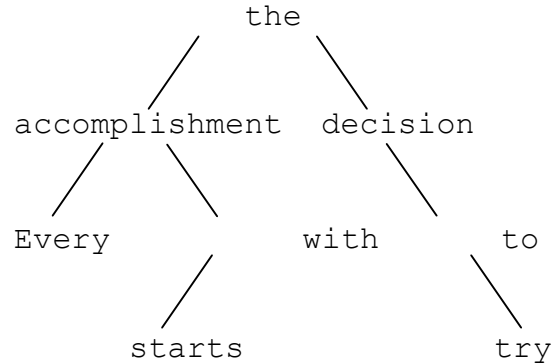 the
accomplishment decision
Every with to
starts try